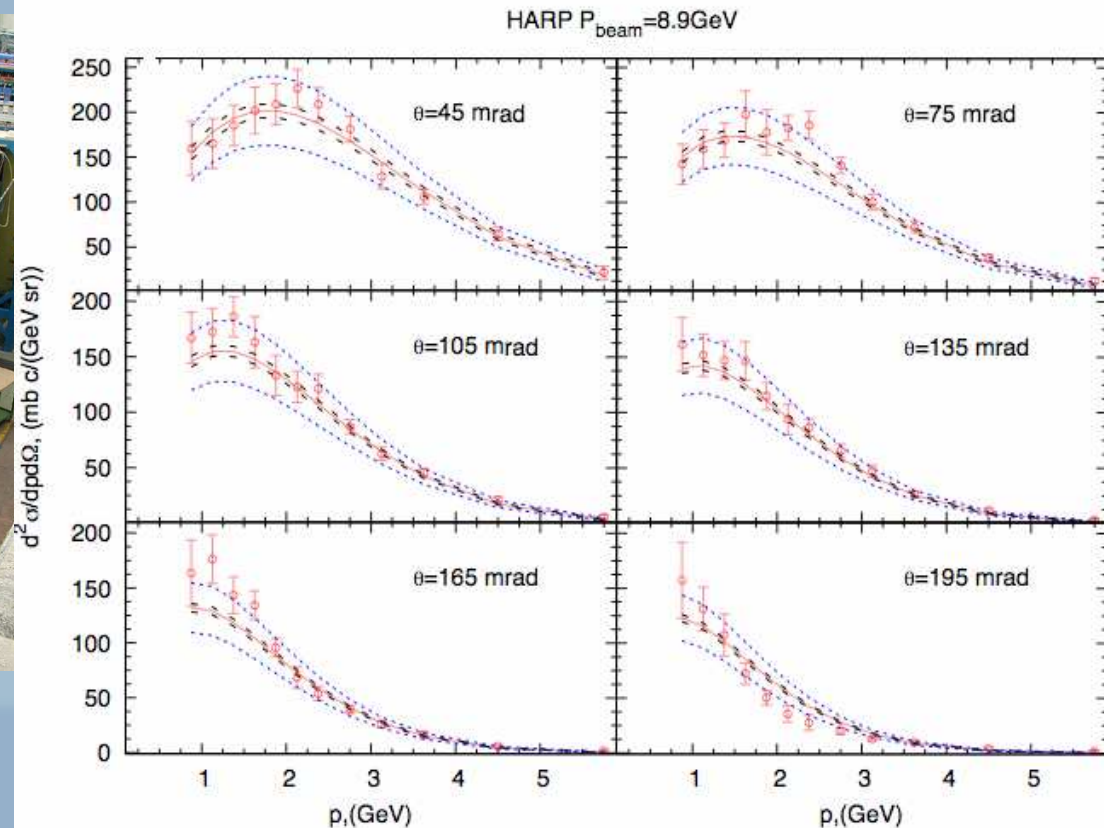 HARP P_beam=8.9GeV
d² σ/dpdΩ, (mb c/(GeV sr))
250
200
150
100
50
θ=45 mrad
θ=75 mrad
200
150
100
50
θ=105 mrad
θ=135 mrad
200
150
100
50
0
θ=165 mrad
θ=195 mrad
1 2 3 4 5
1 2 3 4 5
p,(GeV)
p,(GeV)